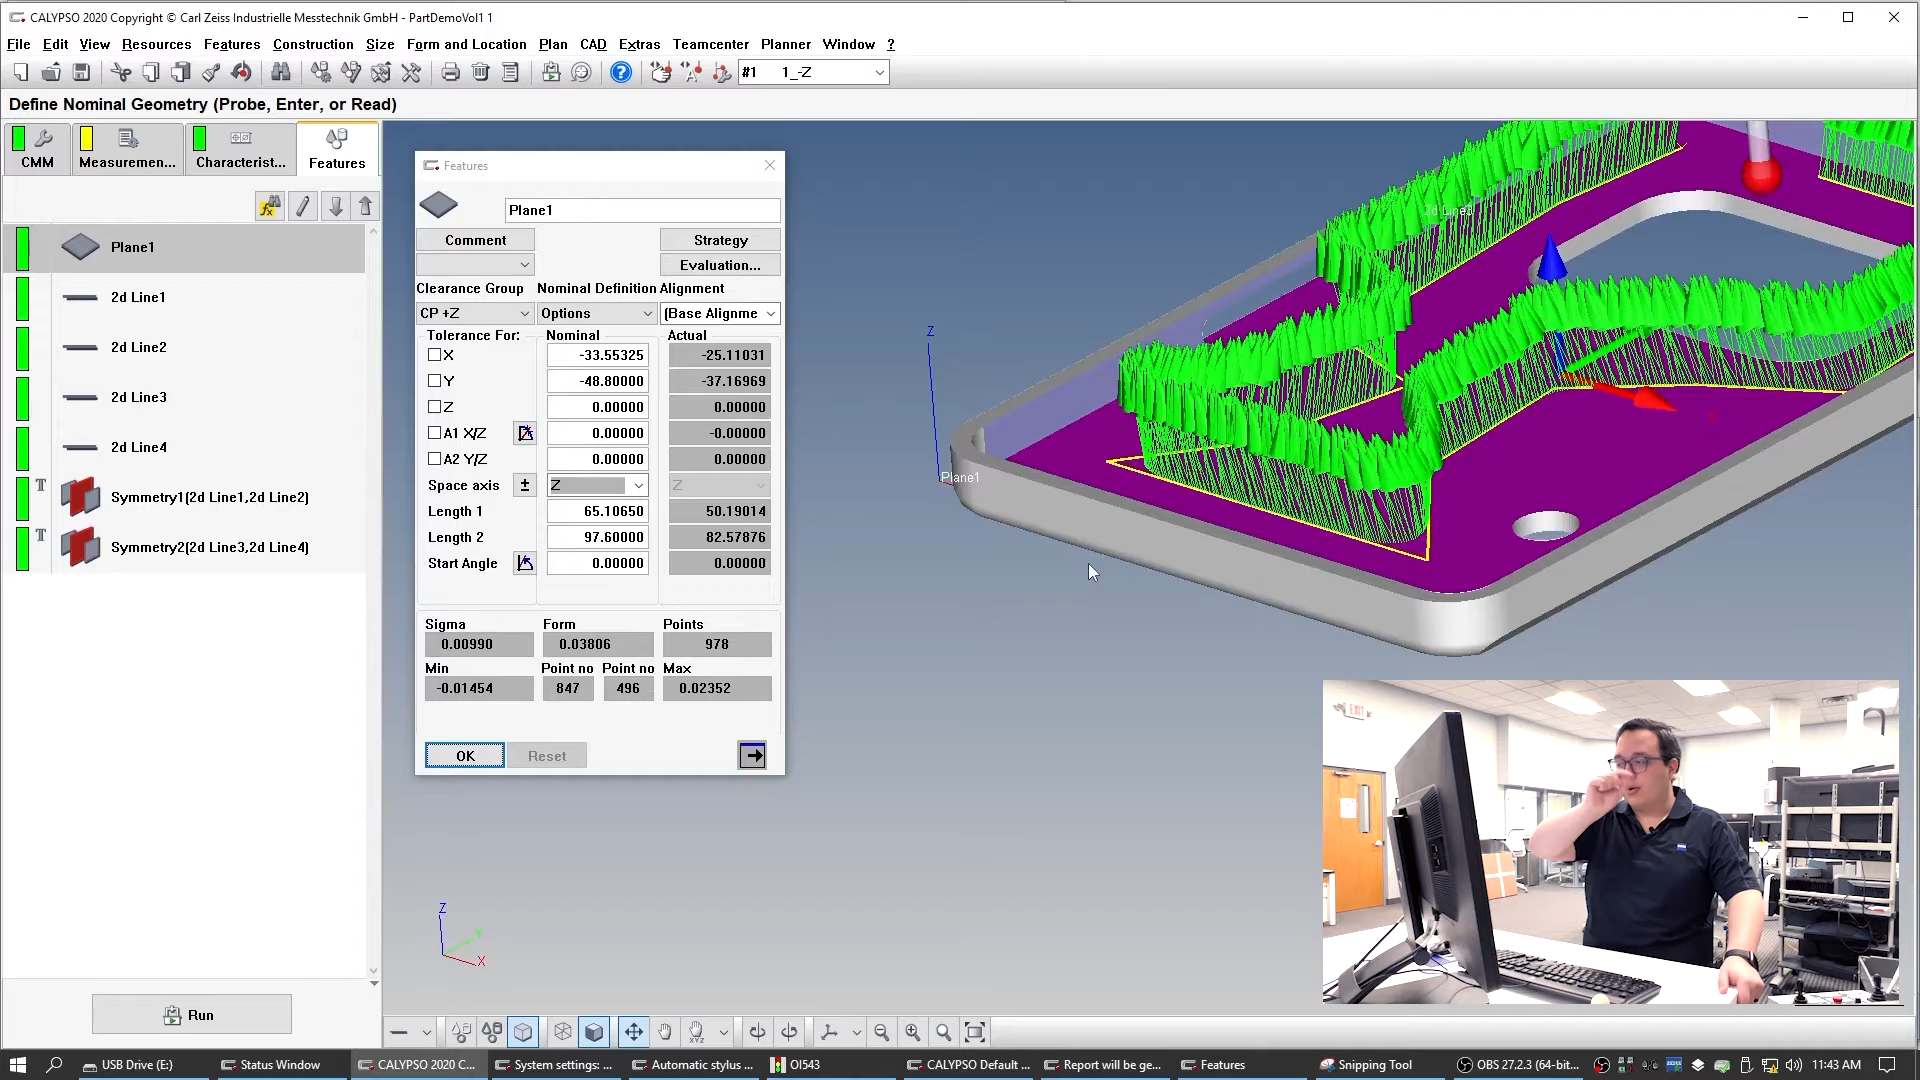 CALYPSO 2020 Copyright © Carl Zeiss Industrielle Messtechnik GmbH - PartDemoVol1 1
File Edit View Resources Features Construction Size Form and Location Plan CAD Extras Teamcenter Planner Window ?
#1 1_-Z
Define Nominal Geometry (Probe, Enter, or Read)
CMM Measuremen... Characterist... Features
Plane1
2d Line1
2d Line2
2d Line3
2d Line4
T Symmetry1(2d Line1,2d Line2)
T Symmetry2(2d Line3,2d Line4)
Run
Features
Plane1
Comment Strategy
Evaluation...
Clearance Group Nominal Definition Alignment
CP +Z Options (Base Alignme
Tolerance For: Nominal Actual
X -33.55325 -25.11031
Y -48.80000 -37.16969
Z 0.00000 0.00000
A1 X/Z 0.00000 -0.00000
A2 Y/Z 0.00000 0.00000
Space axis ± Z Z
Length 1 65.10650 50.19014
Length 2 97.60000 82.57876
Start Angle 0.00000 0.00000
Sigma Form Points
0.00990 0.03806 978
Min Point no Point no Max
-0.01454 847 496 0.02352
OK Reset
Z
Plane1
Z
X
EXIT
XYZ
USB Drive (E:) Status Window CALYPSO 2020 C... System settings: ... Automatic stylus ... OI543 CALYPSO Default ... Report will be ge... Features Snipping Tool OBS 27.2.3 (64-bit... 11:43 AM